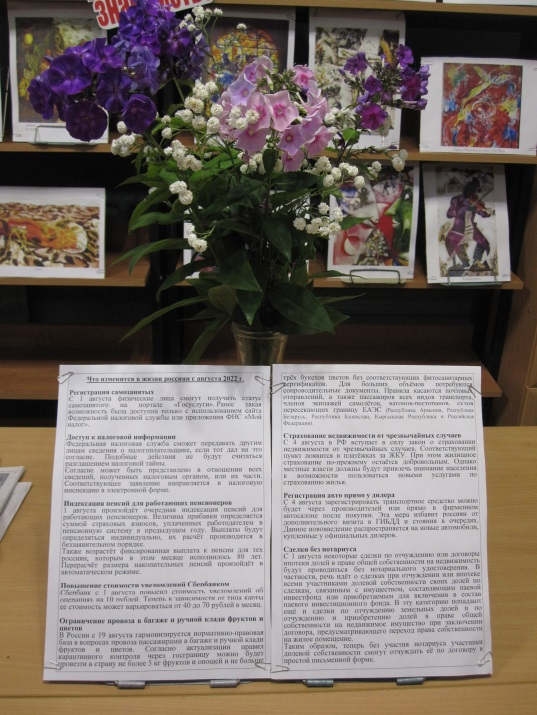 Что изменится в жизни россиян с августа 2022 г.
Регистрация самозанятых
С 1 августа физические лица смогут получить статус
самозанятого на портале «Госуслуги». Ранее такая
возможность была доступна только с использованием сайта
Федеральной налоговой службы или приложения ФНС «Мой
налог».
Доступ к налоговой информации
Федеральная налоговая служба сможет передавать другим
лицам сведения о налогоплательщике, если тот дал на это
согласие. Подобные действия не будут считаться
разглашением налоговой тайны.
Согласие может быть представлено в отношении всех
сведений, полученных налоговым органом, или их части.
Соответствующее заявление направляется в налоговую
инспекцию в электронной форме.
Индексация пенсий для работающих пенсионеров
1 августа произойдёт очередная индексация пенсий для
работающих пенсионеров. Величина прибавки определяется
суммой страховых взносов, уплаченных работодателем в
пенсионную систему в предыдущем году. Выплаты будут
определяться индивидуально, их расчёт производится в
беззаявительном порядке.
Также возрастёт фиксированная выплата к пенсии для тех
россиян, которым в этом месяце исполнилось 80 лет.
Перерасчёт размера накопительных пенсий произойдёт в
автоматическом режиме.
Повышение стоимости уведомлений Сбербанком
Сбербанк с 1 августа повысил стоимость уведомлений об
операциях на 10 рублей. Теперь в зависимости от типа карты
ее стоимость может варьироваться от 40 до 70 рублей в месяц.
Ограничение провоза в багаже и ручной клади фруктов и
цветов
В России с 19 августа гармонизируется нормативно-правовая
база в вопросах провоза пассажирами в багаже и ручной клади
фруктов и цветов. Согласно актуализации правил
карантинного контроля через госграницу можно будет
провезти в страну не более 5 кг фруктов и овощей и не больше
трёх букетов цветов без соответствующих фитосанитарных
сертификатов. Для больших объёмов потребуются
сопроводительные документы. Правила касаются почтовых
отправлений, а также пассажиров всех видов транспорта,
членов экипажей самолётов, вагонов-ресторанов, судов,
пересекающих границу ЕАЭС (Республика Армения, Республика
Беларусь, Республика Казахстан, Кыргызская Республика и Российская
Федерация).
Страхование недвижимости от чрезвычайных случаев
С 4 августа в РФ вступает в силу закон о страховании
недвижимости от чрезвычайных случаев. Соответствующий
пункт появится в платёжках за ЖКУ. При этом жилищное
страхование по-прежнему остаётся добровольным. Однако
местные власти должны будут привлечь внимание населения
к возможности пользоваться новыми услугами по
страхованию жилья.
Регистрация авто прямо у дилера
С 4 августа зарегистрировать транспортное средство можно
будет через производителей или прямо в фирменном
автосалоне после покупки. Эта мера избавит россиян от
дополнительного визита в ГИБДД и стояния в очередях.
Данное нововведение распространяется на новые автомобили,
купленные у официальных дилеров.
Сделки без нотариуса
С 1 августа некоторые сделки по отчуждению или договоры
ипотеки долей в праве общей собственности на недвижимость
будут проводиться без нотариального удостоверения. В
частности, речь идёт о сделках при отчуждении или ипотеке
всеми участниками долевой собственности своих долей по
сделкам, связанным с имуществом, составляющим паевой
инвестфонд или приобретаемым для включения в состав
паевого инвестиционного фонда. В эту категорию попадают
ещё и сделки по отчуждению земельных долей и по
отчуждению и приобретению долей в праве общей
собственности на недвижимое имущество при заключении
договора, предусматривающего переход права собственности
на жилое помещение.
Таким образом, теперь без участия нотариуса участники
долевой собственности смогут отчуждать её по договору в
простой письменной форме.